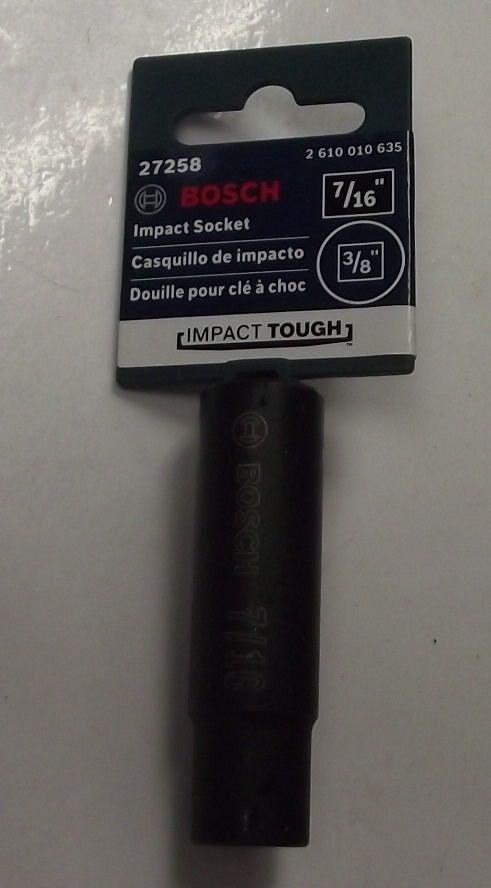 27258
2 610 010 635
BOSCH
7/16"
Impact Socket
Casquillo de impacto
3/8"
Douille pour clé à choc
IMPACT TOUGH™
BOSCH 7/16